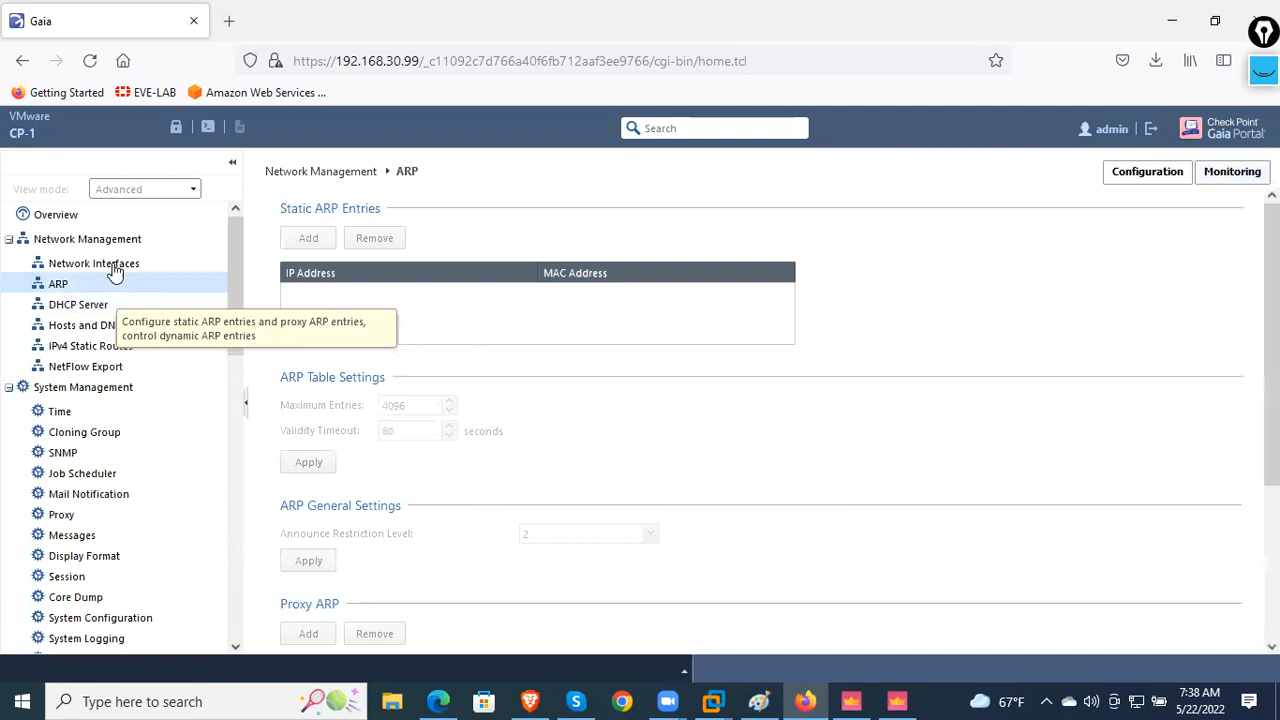 Gaia
https://192.168.30.99/_c11092c7d766a40f6fb712aaf3ee9766/cgi-bin/home.tcl
Getting Started
EVE-LAB
Amazon Web Services ...
VMware
CP-1
Search
admin
Check Point
Gaia Portal
View mode:
Advanced
Network Management ARP
Configuration
Monitoring
Overview
Network Management
Network Interfaces
ARP
DHCP Server
Hosts and DN
IPv4 Static Routes
NetFlow Export
System Management
Time
Cloning Group
SNMP
Job Scheduler
Mail Notification
Proxy
Messages
Display Format
Session
Core Dump
System Configuration
System Logging
Configure static ARP entries and proxy ARP entries,
control dynamic ARP entries
Static ARP Entries
Add
Remove
IP Address
MAC Address
ARP Table Settings
Maximum Entries: 4096
Validity Timeout: 60 seconds
Apply
ARP General Settings
Announce Restriction Level: 2
Apply
Proxy ARP
Add
Remove
Type here to search
67°F
7:38 AM
5/22/2022